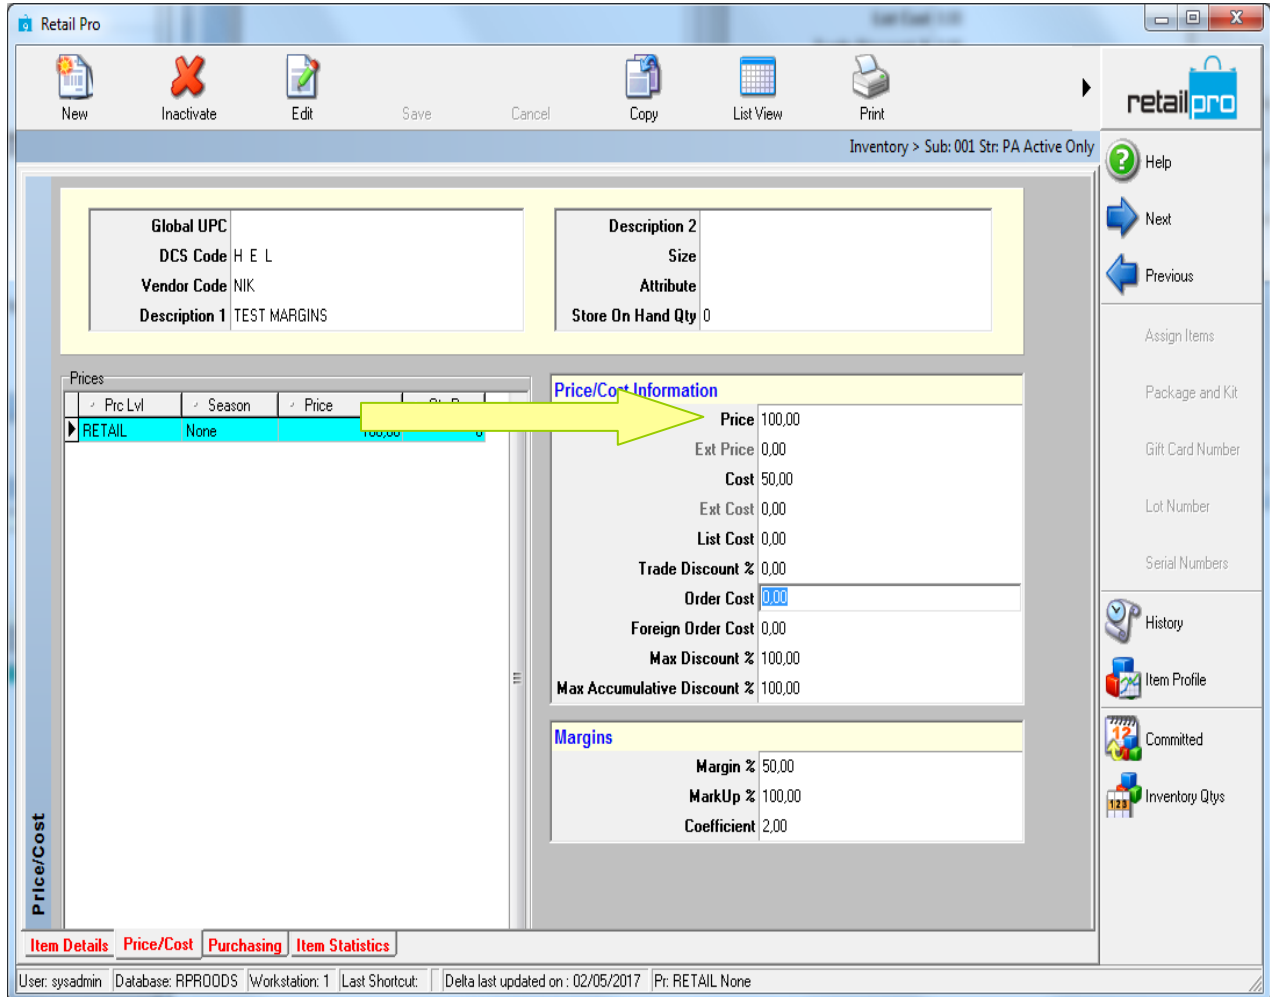 Retail Pro
New Inactivate Edit Save Cancel Copy List View Print
retailpro
Inventory > Sub: 001 Str: PA Active Only
Help
Next
Previous
Assign Items
Package and Kit
Gift Card Number
Lot Number
Serial Numbers
History
Item Profile
Committed
Inventory Qtys
Global UPC
DCS Code H E L
Vendor Code NIK
Description 1 TEST MARGINS
Description 2
Size
Attribute
Store On Hand Qty 0
Prices
Prc Lvl Season Price
RETAIL None 100,00
Price/Cost Information
Price 100,00
Ext Price 0,00
Cost 50,00
Ext Cost 0,00
List Cost 0,00
Trade Discount % 0,00
Order Cost 0,00
Foreign Order Cost 0,00
Max Discount % 100,00
Max Accumulative Discount % 100,00
Margins
Margin % 50,00
MarkUp % 100,00
Coefficient 2,00
Price/Cost
Item Details Price/Cost Purchasing Item Statistics
User: sysadmin Database: RPROODS Workstation: 1 Last Shortcut: Delta last updated on : 02/05/2017 Pr: RETAIL None